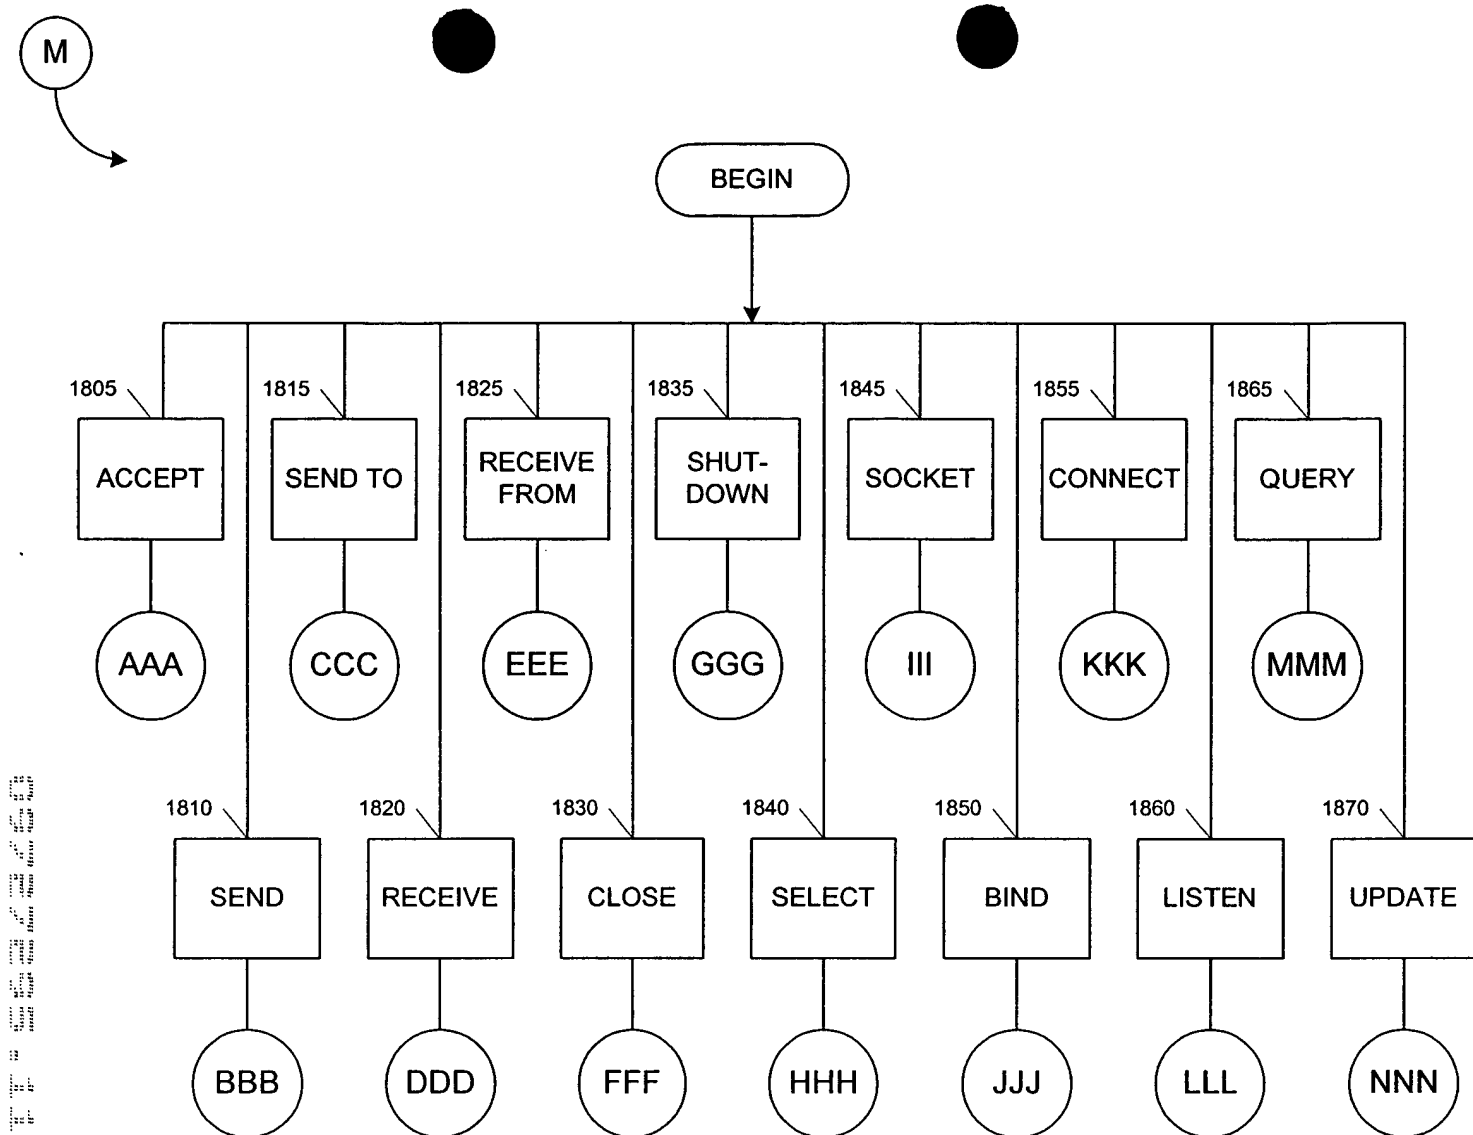 M
BEGIN
1805
1815
1825
1835
1845
1855
1865
ACCEPT
SEND TO
RECEIVE
FROM
SHUT-
DOWN
SOCKET
CONNECT
QUERY
AAA
CCC
EEE
GGG
III
KKK
MMM
1810
1820
1830
1840
1850
1860
1870
SEND
RECEIVE
CLOSE
SELECT
BIND
LISTEN
UPDATE
BBB
DDD
FFF
HHH
JJJ
LLL
NNN